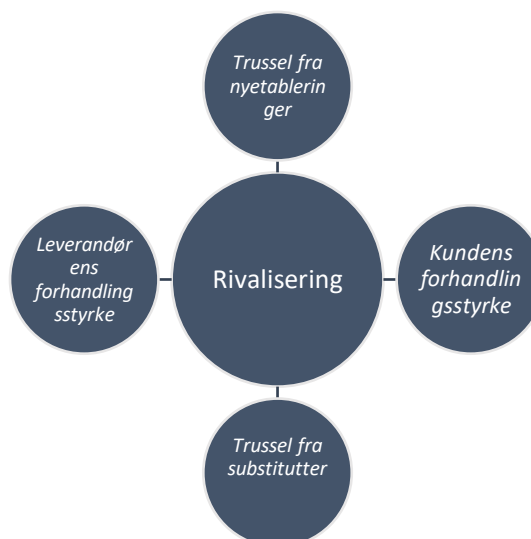 Trussel fra
nyetablerin
ger
Leverandør
ens
forhandling
sstyrke
Rivalisering
Kundens
forhandlin
gsstyrke
Trussel fra
substitutter